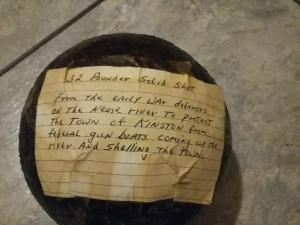 32 Pounder Solid Shot
From the early war defenses
on the Neuse river to protect
the Town of Kinston from
federal gun boats coming up the
river And Shelling The Town.